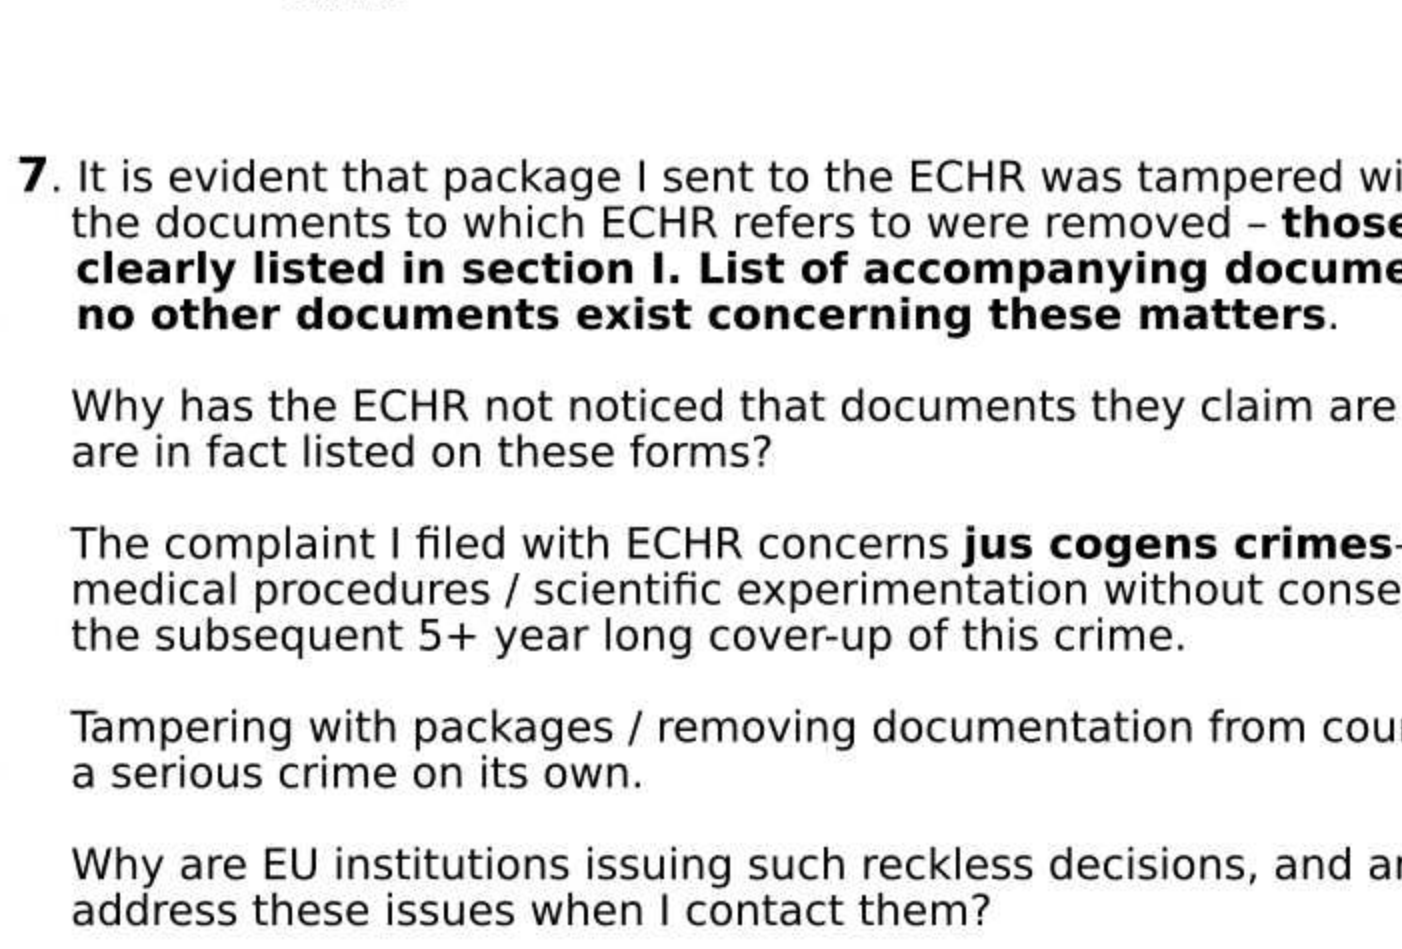 7. It is evident that package I sent to the ECHR was tampered wi
the documents to which ECHR refers to were removed – those
clearly listed in section I. List of accompanying docume
no other documents exist concerning these matters.
Why has the ECHR not noticed that documents they claim are
are in fact listed on these forms?
The complaint I filed with ECHR concerns jus cogens crimes-
medical procedures / scientific experimentation without conse
the subsequent 5+ year long cover-up of this crime.
Tampering with packages / removing documentation from cou
a serious crime on its own.
Why are EU institutions issuing such reckless decisions, and a
address these issues when I contact them?